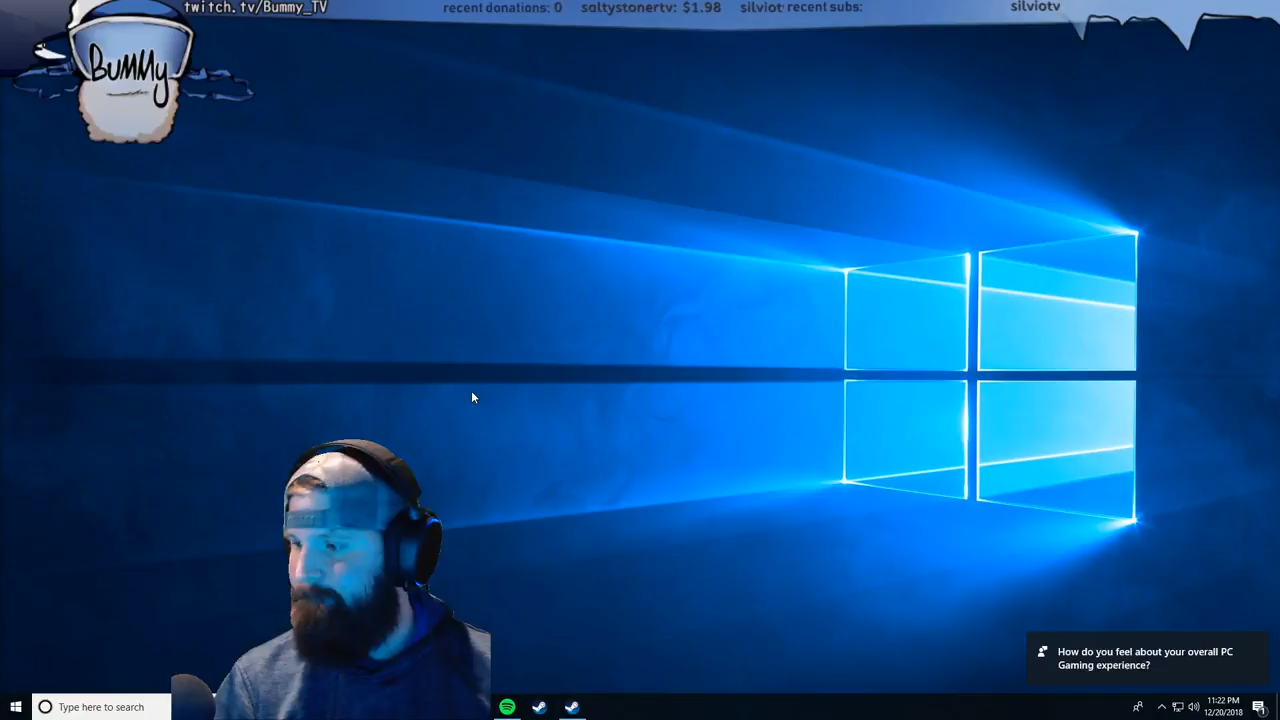 twitch.tv/Bummy_TV
recent donations: 0 saltystonertv: $1.98 silviot recent subs: silviotv
BuMMy
How do you feel about your overall PC
Gaming experience?
Type here to search
11:22 PM
12/20/2018
1